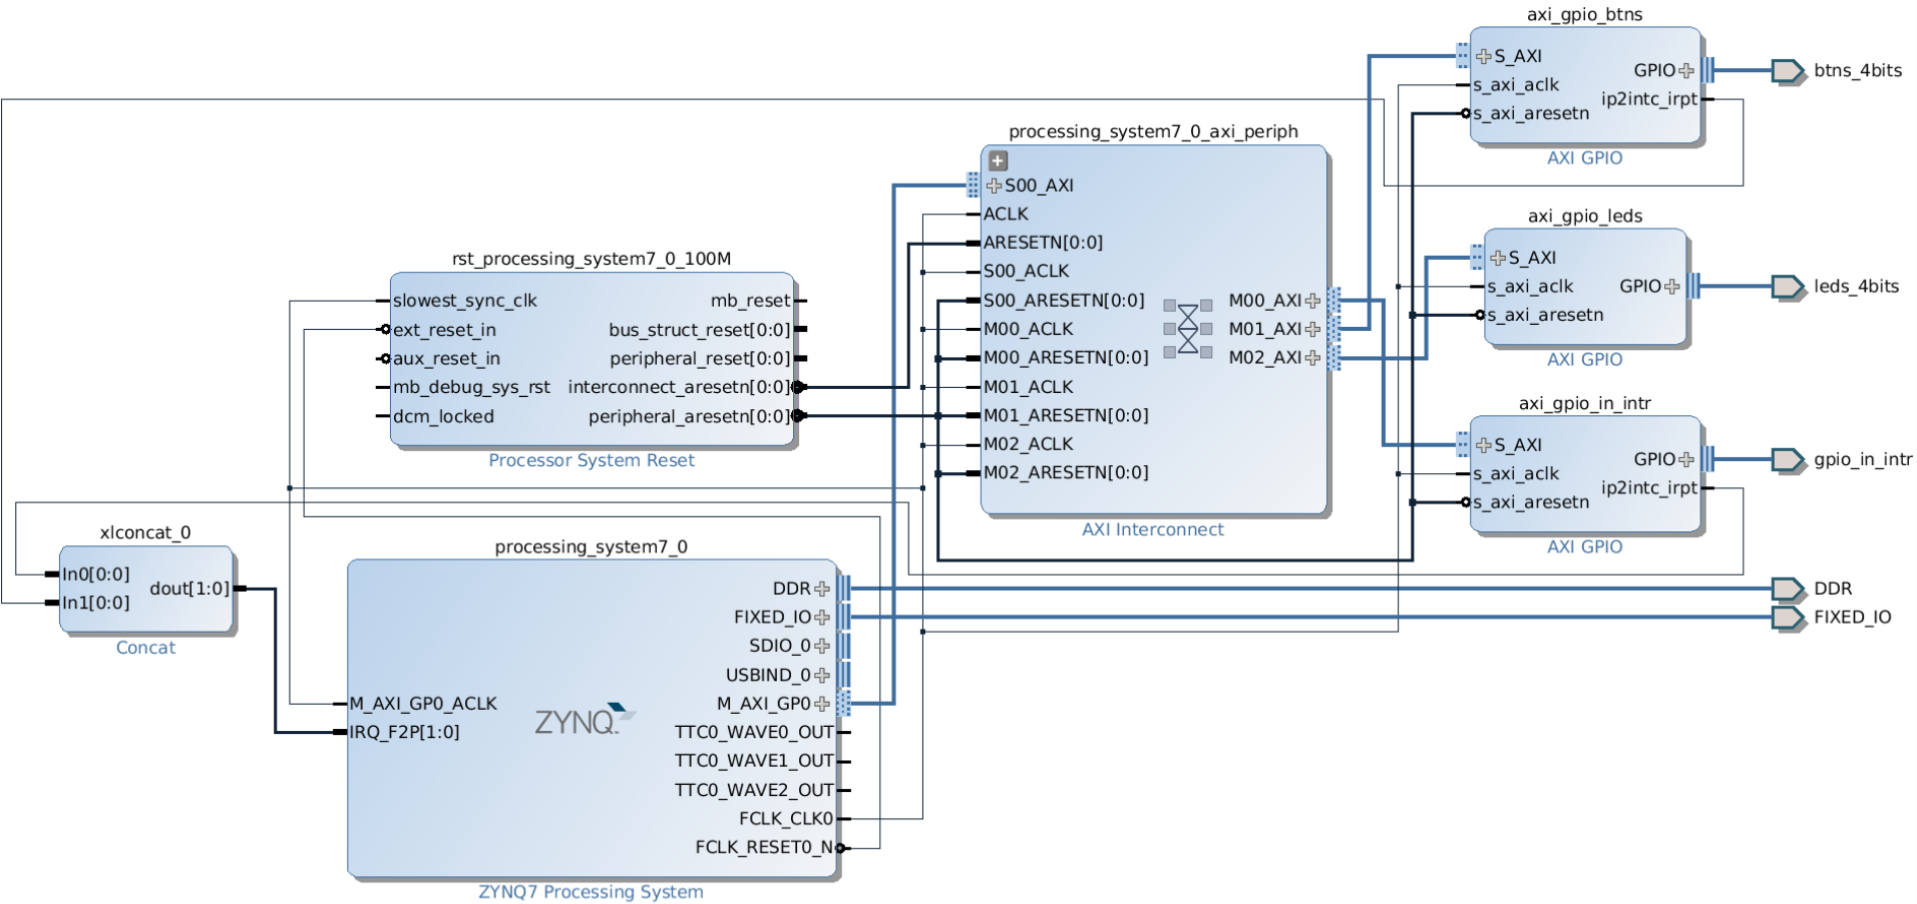 axi_gpio_btns
S_AXI
s_axi_aclk
s_axi_aresetn
GPIO
ip2intc_irpt
AXI GPIO
btns_4bits
processing_system7_0_axi_periph
S00_AXI
ACLK
ARESETN[0:0]
S00_ACLK
S00_ARESETN[0:0]
M00_ACLK
M00_ARESETN[0:0]
M01_ACLK
M01_ARESETN[0:0]
M02_ACLK
M02_ARESETN[0:0]
M00_AXI
M01_AXI
M02_AXI
AXI Interconnect
axi_gpio_leds
S_AXI
s_axi_aclk
s_axi_aresetn
GPIO
AXI GPIO
leds_4bits
rst_processing_system7_0_100M
slowest_sync_clk
ext_reset_in
aux_reset_in
mb_debug_sys_rst
dcm_locked
mb_reset
bus_struct_reset[0:0]
peripheral_reset[0:0]
interconnect_aresetn[0:0]
peripheral_aresetn[0:0]
Processor System Reset
axi_gpio_in_intr
S_AXI
s_axi_aclk
s_axi_aresetn
GPIO
ip2intc_irpt
AXI GPIO
gpio_in_intr
xlconcat_0
In0[0:0]
In1[0:0]
dout[1:0]
Concat
processing_system7_0
M_AXI_GP0_ACLK
IRQ_F2P[1:0]
ZYNQ
DDR
FIXED_IO
SDIO_0
USBIND_0
M_AXI_GP0
TTC0_WAVE0_OUT
TTC0_WAVE1_OUT
TTC0_WAVE2_OUT
FCLK_CLK0
FCLK_RESET0_N
ZYNQ7 Processing System
DDR
FIXED_IO